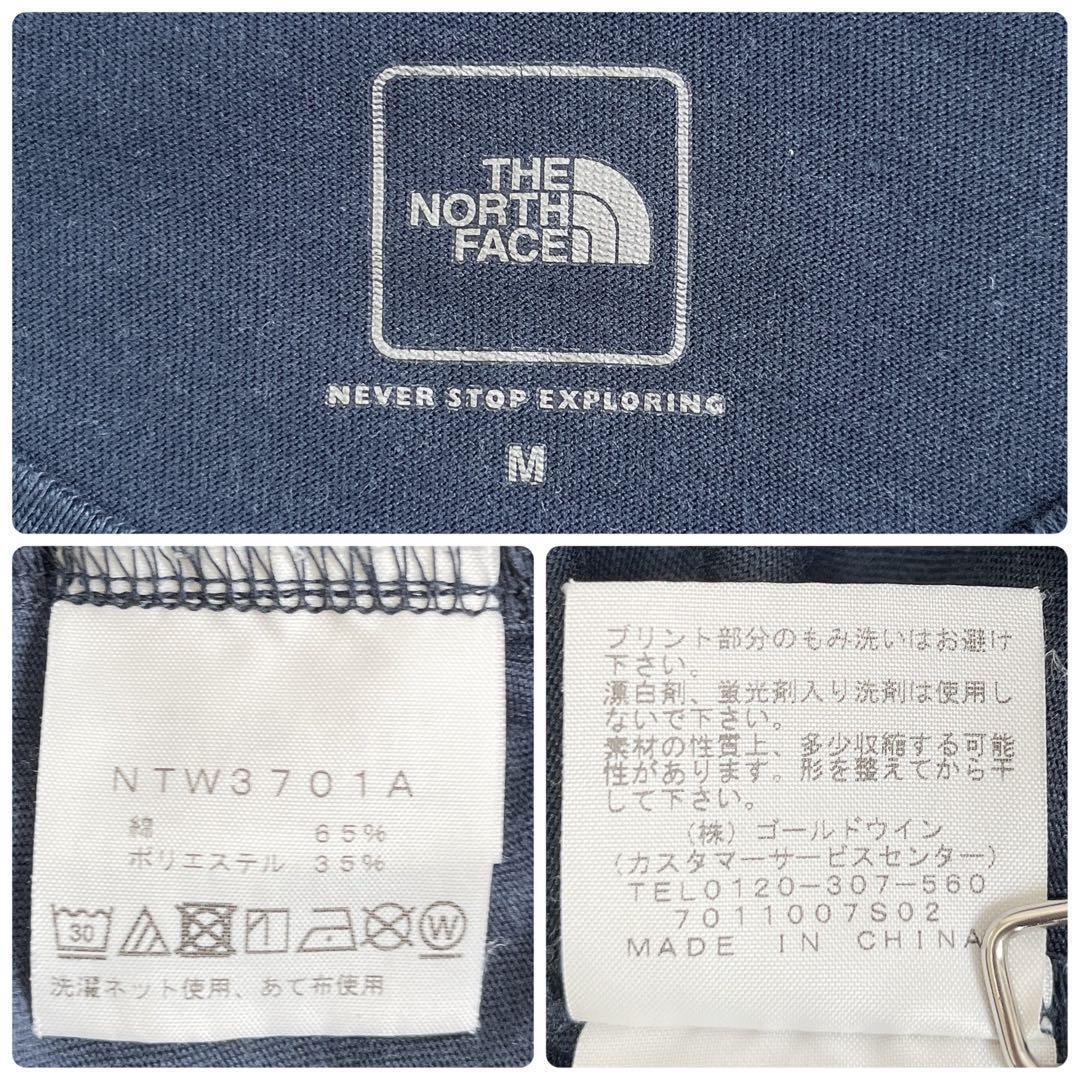 THE
NORTH
FACE
NEVER STOP EXPLORING
M
NTW3701A
綿 65%
ポリエステル 35%
30
W
洗濯ネット使用、あて布使用
プリント部分のもみ洗いはお避け
下さい。
漂白剤、蛍光剤入り洗剤は使用し
ないで下さい。
素材の性質上、多少収縮する可能
性があります。形を整えてから干
して下さい。
(株)ゴールドウイン
(カスタマーサービスセンター)
TEL0120-307-560
7011007S02
MADE IN CHINA